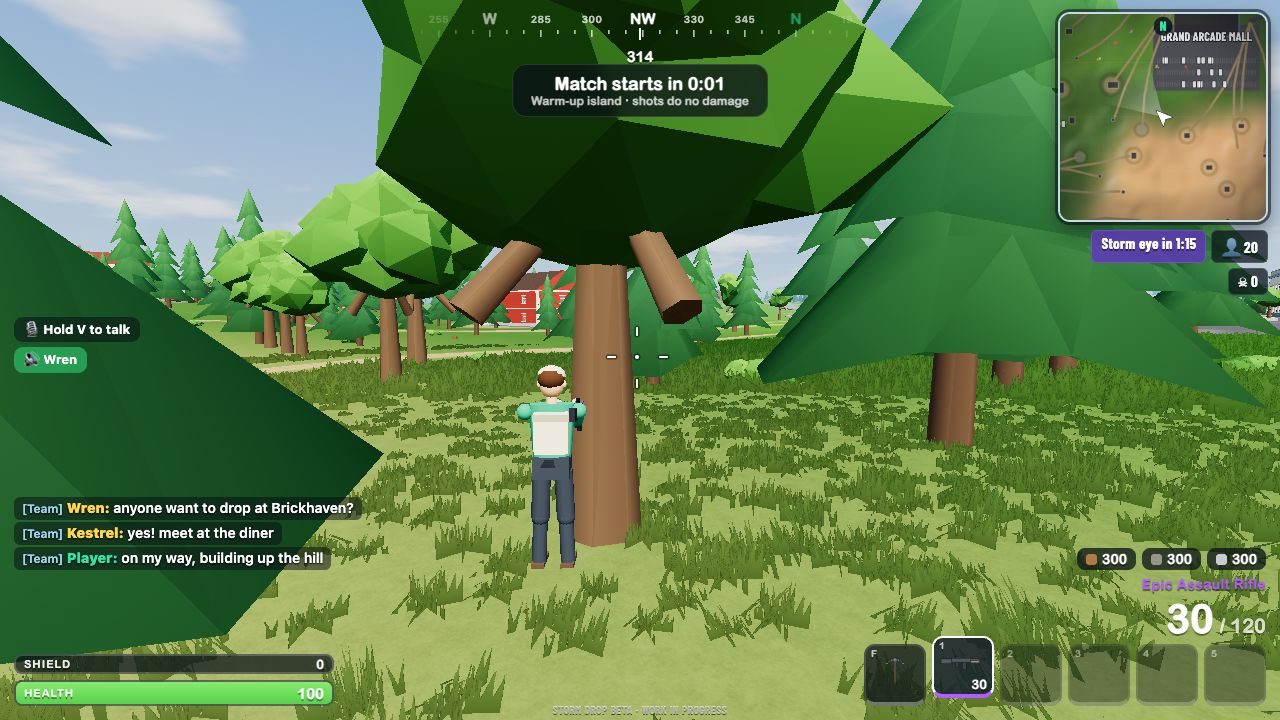 255 W 285 300 NW 330 345 N
314
Match starts in 0:01
Warm-up island · shots do no damage
N
GRAND ARCADE MALL
Storm eye in 1:15
20
0
Hold V to talk
Wren
[Team] Wren: anyone want to drop at Brickhaven?
[Team] Kestrel: yes! meet at the diner
[Team] Player: on my way, building up the hill
300 300 300
Epic Assault Rifle
30 / 120
F 1 2 3 4 5
30
SHIELD 0
HEALTH 100
STORM DROP BETA - WORK IN PROGRESS